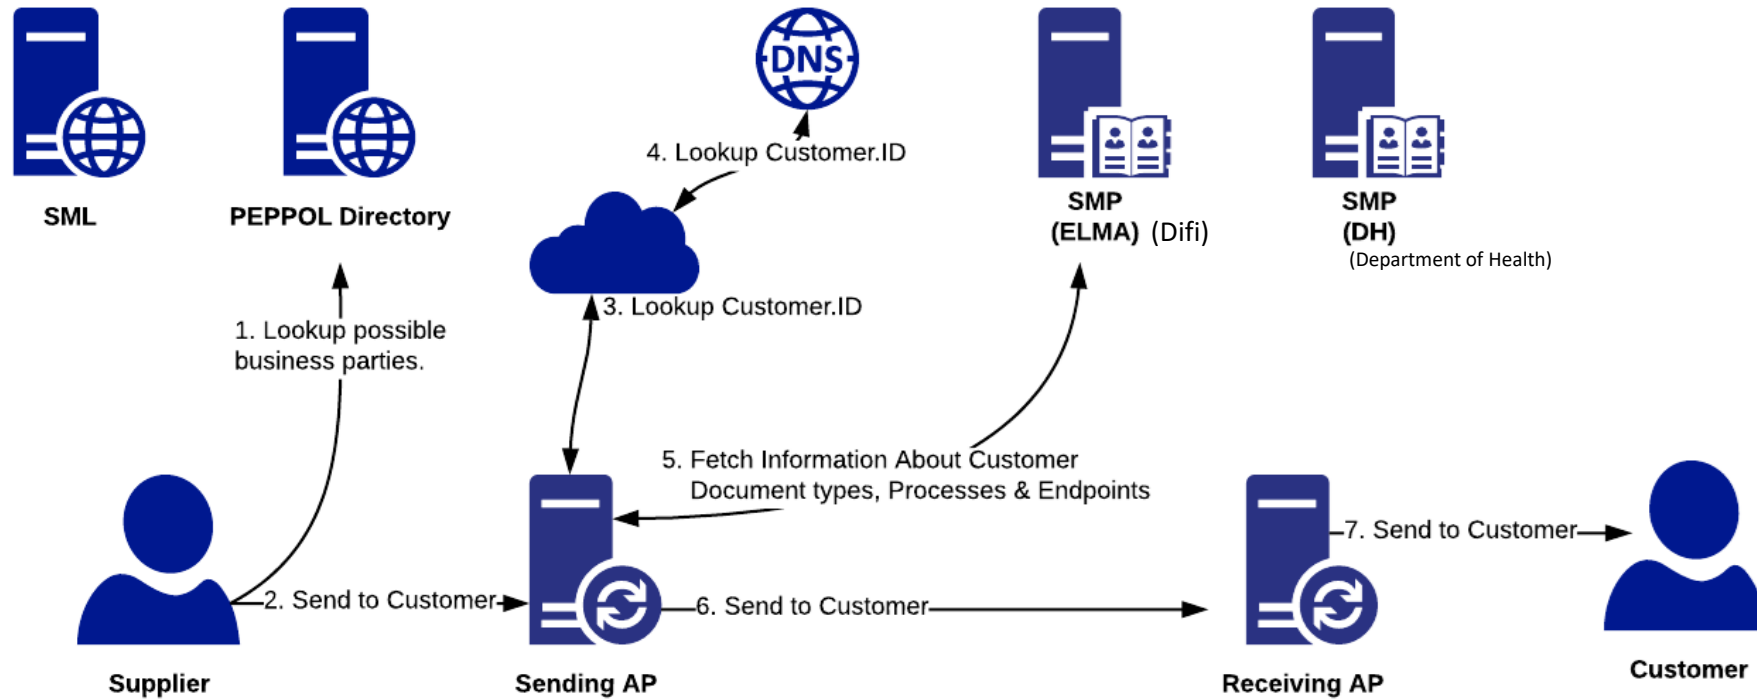 DNS
4. Lookup Customer.ID
SML
PEPPOL Directory
SMP
(ELMA) (Difi)
SMP
(DH)
(Department of Health)
3. Lookup Customer.ID
1. Lookup possible
business parties.
5. Fetch Information About Customer
Document types, Processes & Endpoints
7. Send to Customer
2. Send to Customer
6. Send to Customer
Supplier
Sending AP
Receiving AP
Customer